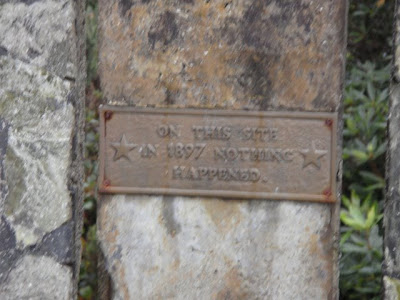 ON THIS SITE
IN 1897 NOTHING
HAPPENED.